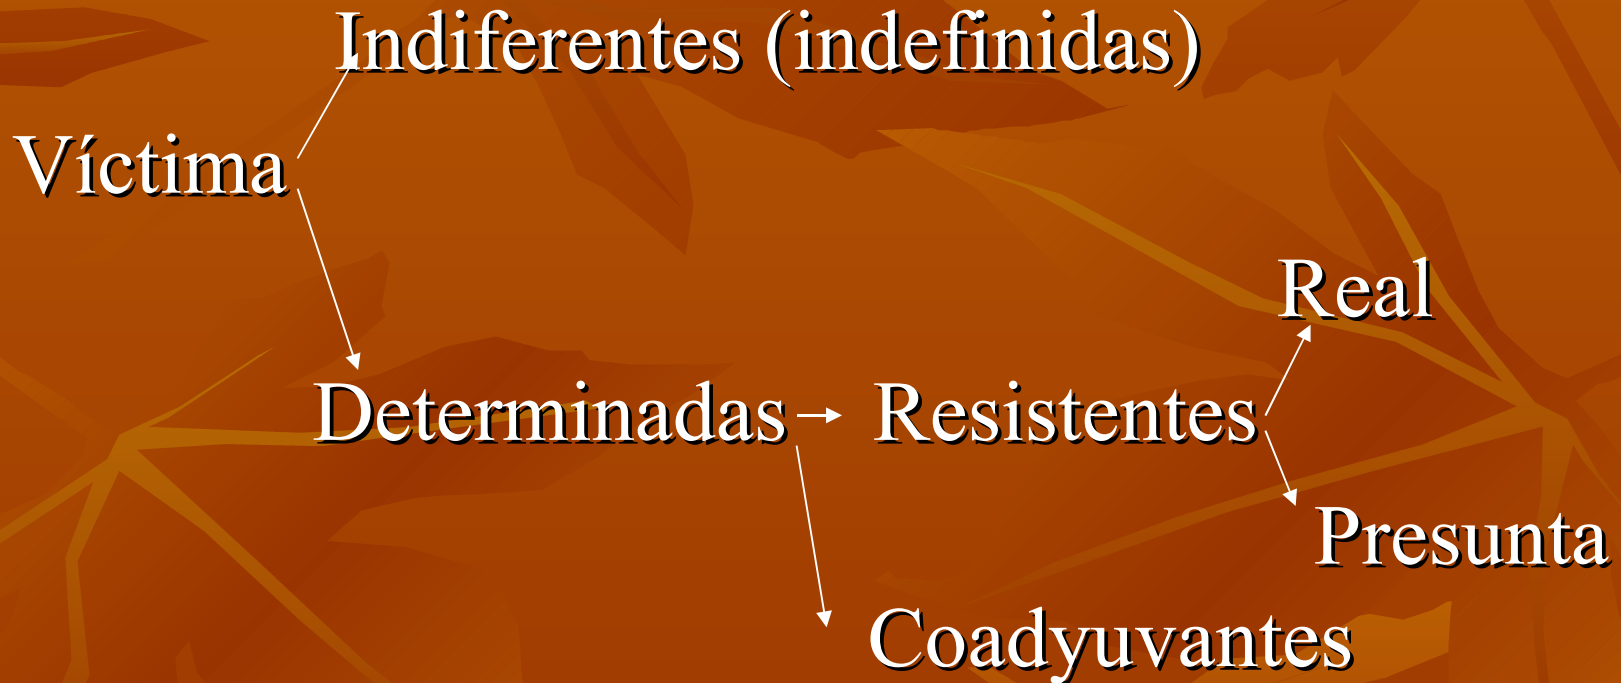 Indiferentes (indefinidas)
Víctima
Real
Determinadas
Resistentes
Presunta
Coadyuvantes